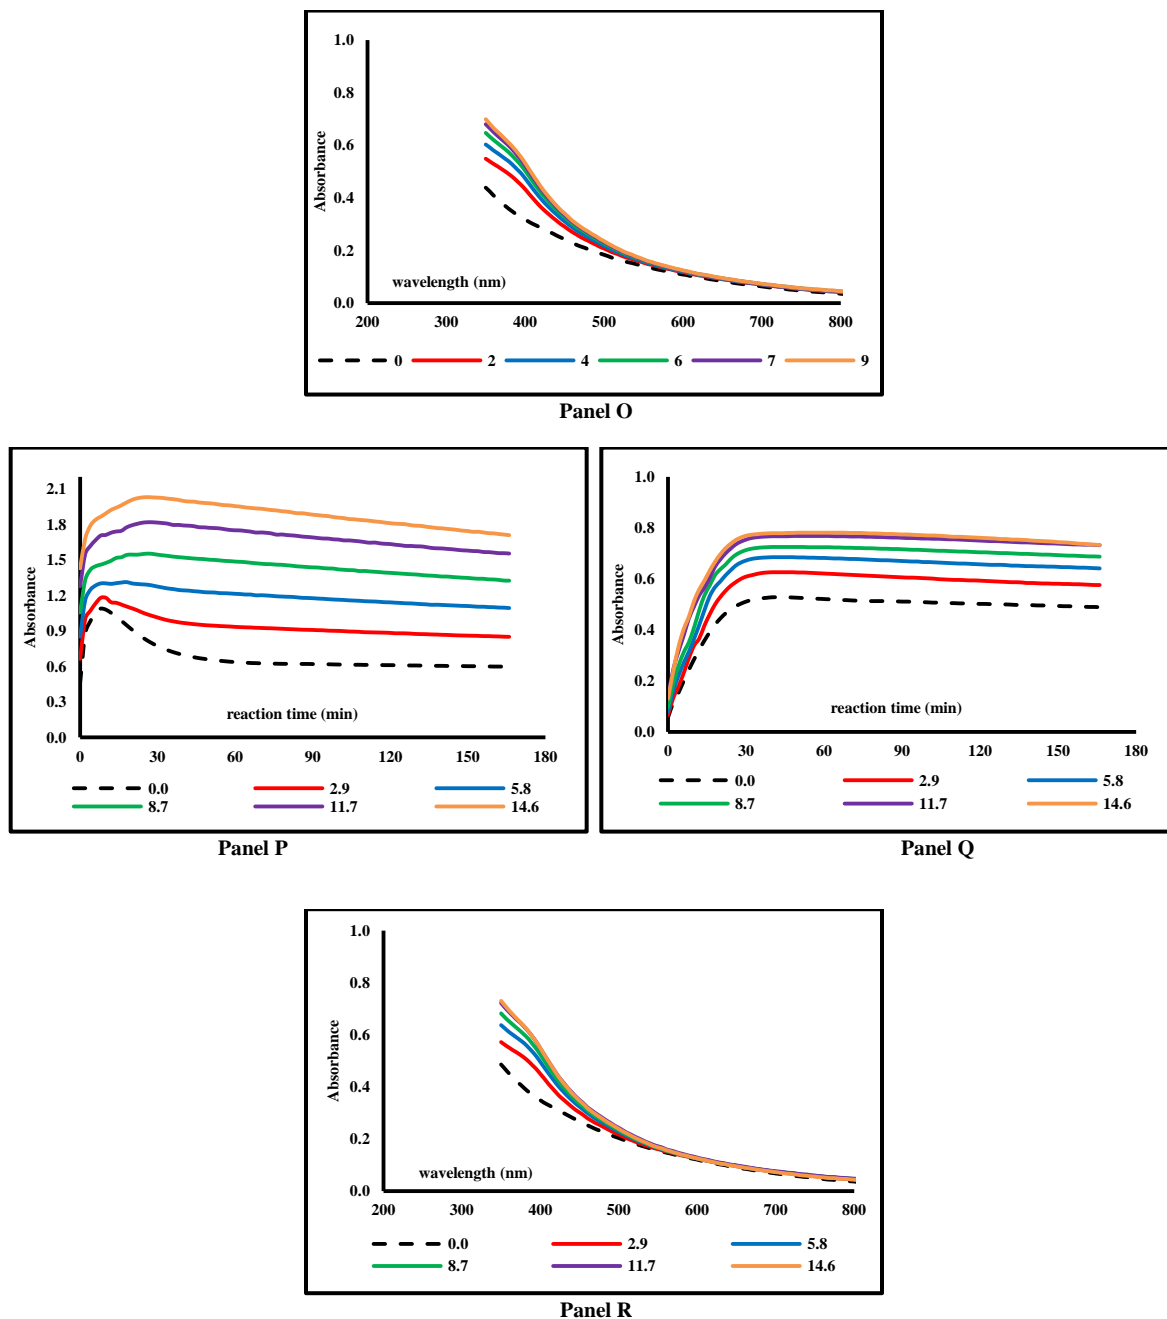 1.0
0.8
0.6
0.4
0.2
0.0
Absorbance
wavelength (nm)
200 300 400 500 600 700 800
0 2 4 6 7 9
Panel O
2.1
1.8
1.5
1.2
0.9
0.6
0.3
0.0
Absorbance
reaction time (min)
0 30 60 90 120 150 180
0.0 2.9 5.8
8.7 11.7 14.6
Panel P
1.0
0.8
0.6
0.4
0.2
0.0
Absorbance
reaction time (min)
0 30 60 90 120 150 180
0.0 2.9 5.8
8.7 11.7 14.6
Panel Q
1.0
0.8
0.6
0.4
0.2
0.0
Absorbance
wavelength (nm)
200 300 400 500 600 700 800
0.0 2.9 5.8
8.7 11.7 14.6
Panel R